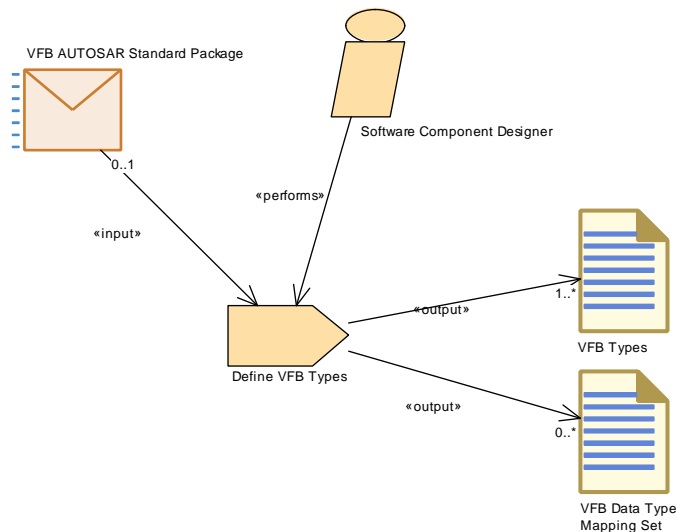 VFB AUTOSAR Standard Package
Software Component Designer
0..1
«performs»
«input»
1..*
«output»
VFB Types
Define VFB Types
«output»
0..*
VFB Data Type
Mapping Set